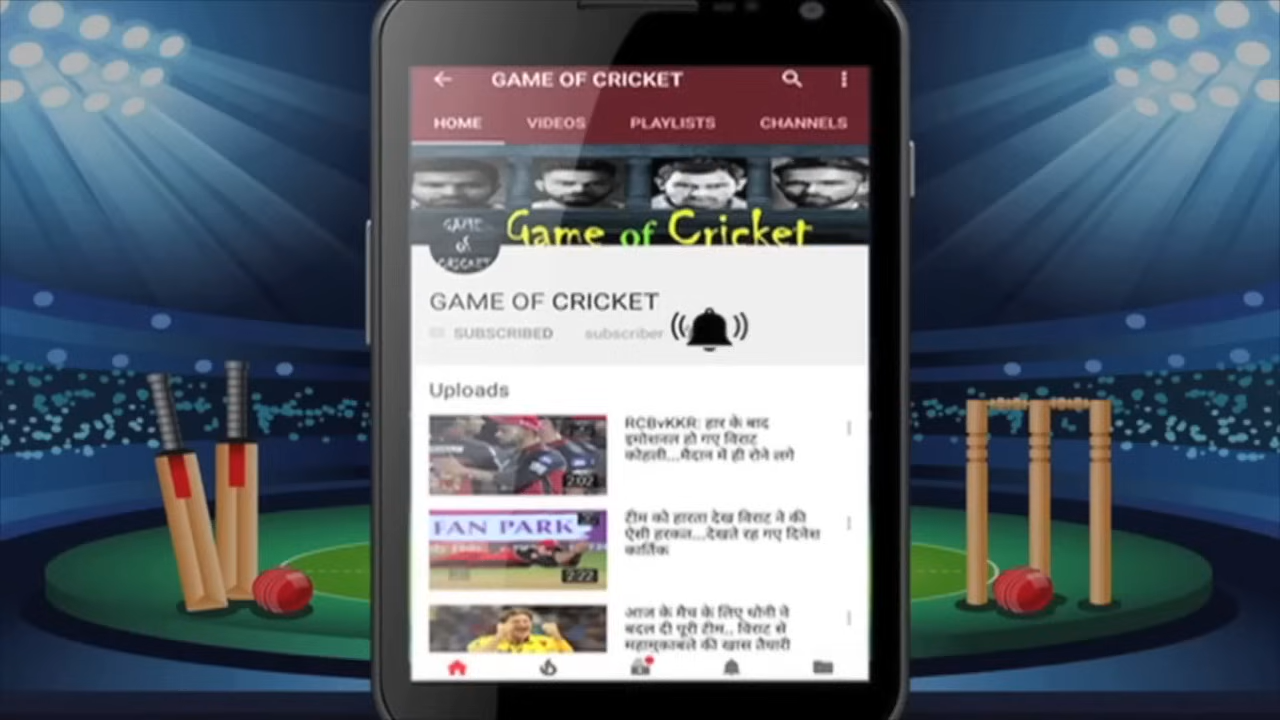 GAME OF CRICKET
HOME VIDEOS PLAYLISTS CHANNELS
Game of Cricket
GAME
of
CRICKET
GAME OF CRICKET
SUBSCRIBED subscriber
Uploads
RCBvKKR: हार के बाद
इमोशनल हो गए विराट
कोहली...मैदान में ही रोने लगे
2:02
FAN PARK
टीम को हारता देख विराट ने की
ऐसी हरकत...देखते रह गए दिनेश
कार्तिक
2:22
आज के मैच के लिए धोनी ने
बदल दी पूरी टीम.. विराट से
महामुकाबले की खास तैयारी